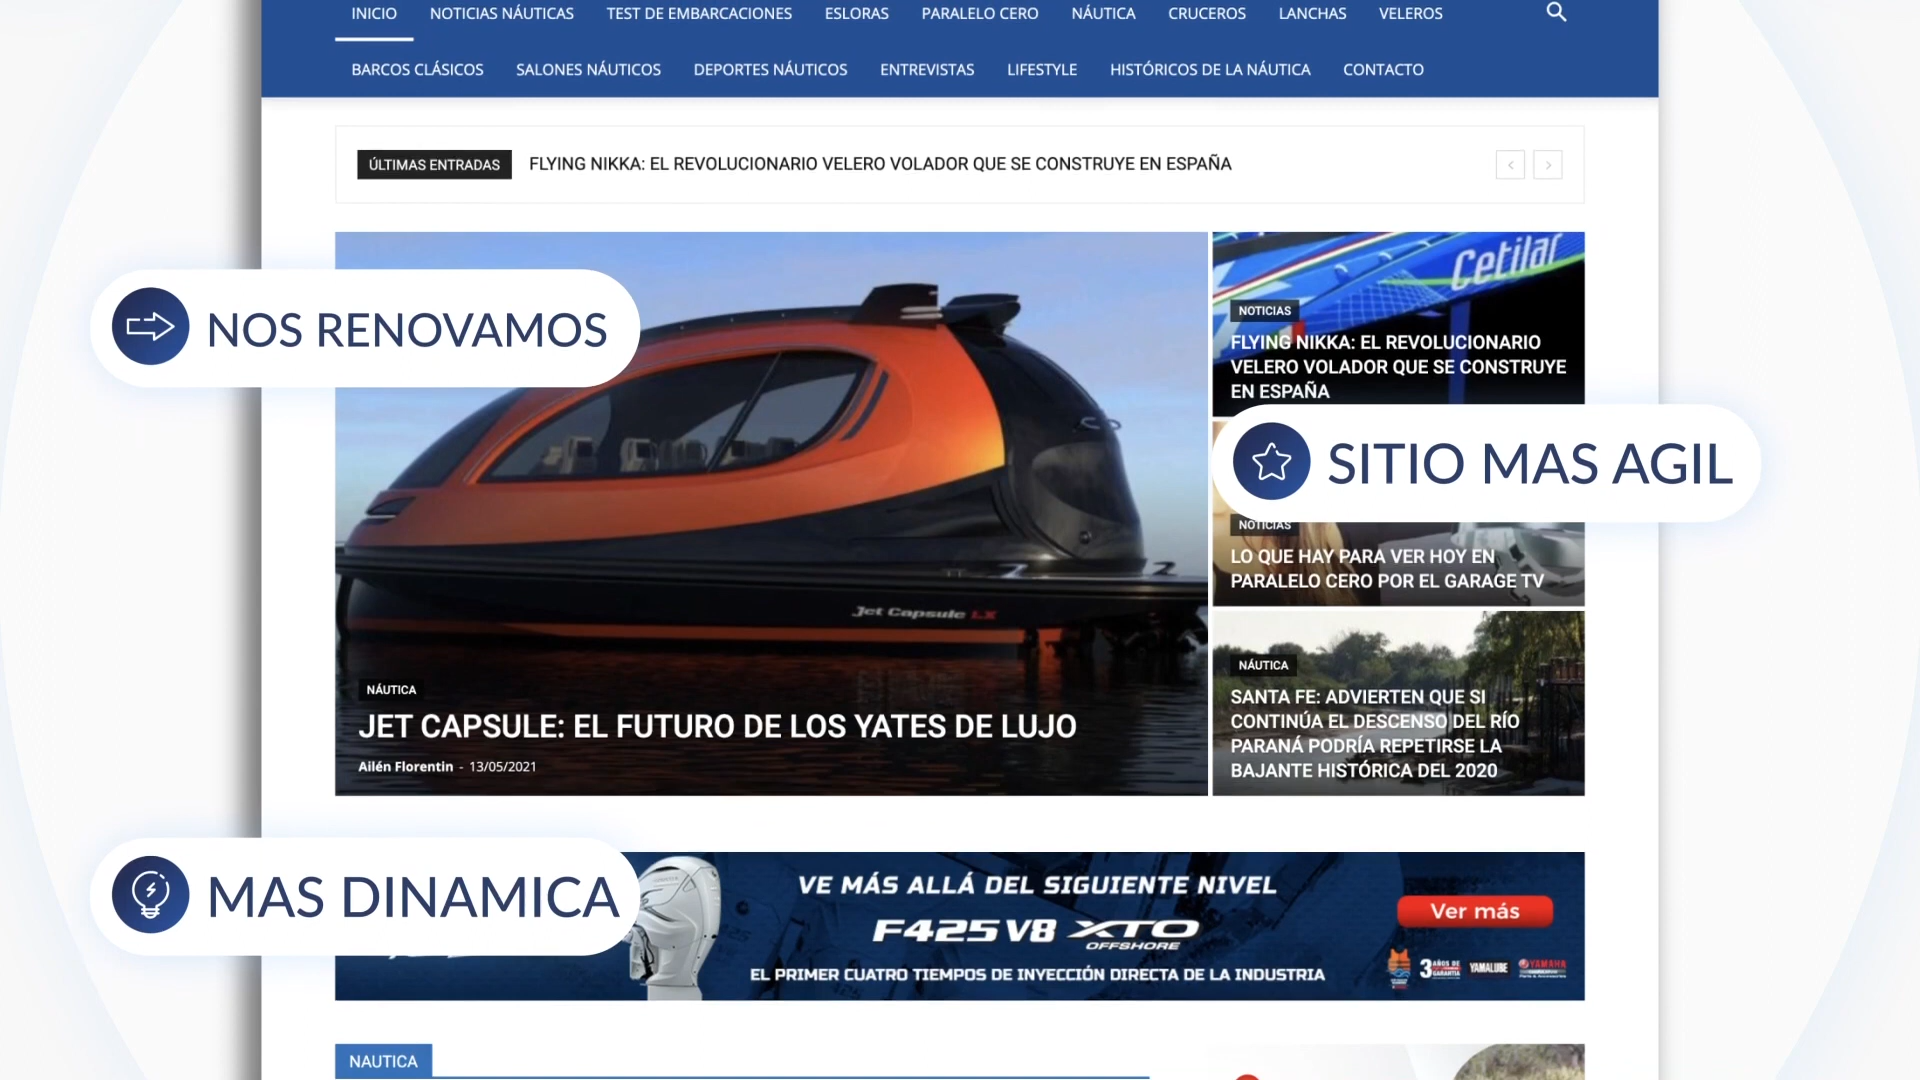 INICIO NOTICIAS NÁUTICAS TEST DE EMBARCACIONES ESLORAS PARALELO CERO NÁUTICA CRUCEROS LANCHAS VELEROS
BARCOS CLÁSICOS SALONES NÁUTICOS DEPORTES NÁUTICOS ENTREVISTAS LIFESTYLE HISTÓRICOS DE LA NÁUTICA CONTACTO
ÚLTIMAS ENTRADAS FLYING NIKKA: EL REVOLUCIONARIO VELERO VOLADOR QUE SE CONSTRUYE EN ESPAÑA
NOS RENOVAMOS
Jet Capsule LX
NÁUTICA
JET CAPSULE: EL FUTURO DE LOS YATES DE LUJO
Ailén Florentin - 13/05/2021
Cetilar
NOTICIAS
FLYING NIKKA: EL REVOLUCIONARIO
VELERO VOLADOR QUE SE CONSTRUYE
EN ESPAÑA
SITIO MAS AGIL
NOTICIAS
LO QUE HAY PARA VER HOY EN
PARALELO CERO POR EL GARAGE TV
NÁUTICA
SANTA FE: ADVIERTEN QUE SI
CONTINÚA EL DESCENSO DEL RÍO
PARANÁ PODRÍA REPETIRSE LA
BAJANTE HISTÓRICA DEL 2020
MAS DINAMICA
VE MÁS ALLÁ DEL SIGUIENTE NIVEL
F425 V8 XTO
OFFSHORE
EL PRIMER CUATRO TIEMPOS DE INYECCIÓN DIRECTA DE LA INDUSTRIA
Ver más
3 AÑOS DE
GARANTIA
YAMALUBE
YAMAHA
NAUTICA